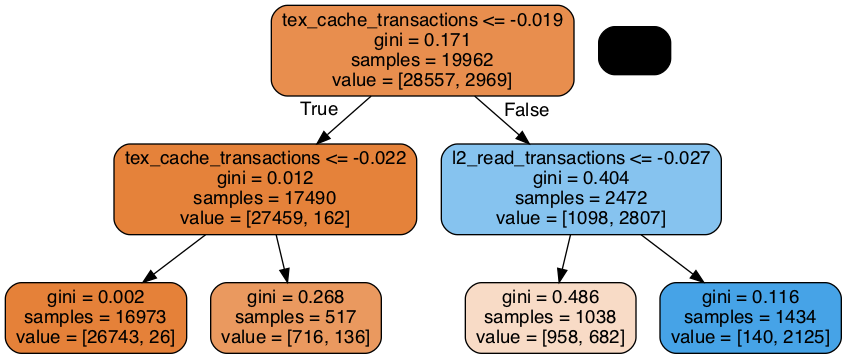 tex_cache_transactions <= -0.019
gini = 0.171
samples = 19962
value = [28557, 2969]
True
False
tex_cache_transactions <= -0.022
gini = 0.012
samples = 17490
value = [27459, 162]
l2_read_transactions <= -0.027
gini = 0.404
samples = 2472
value = [1098, 2807]
gini = 0.002
samples = 16973
value = [26743, 26]
gini = 0.268
samples = 517
value = [716, 136]
gini = 0.486
samples = 1038
value = [958, 682]
gini = 0.116
samples = 1434
value = [140, 2125]